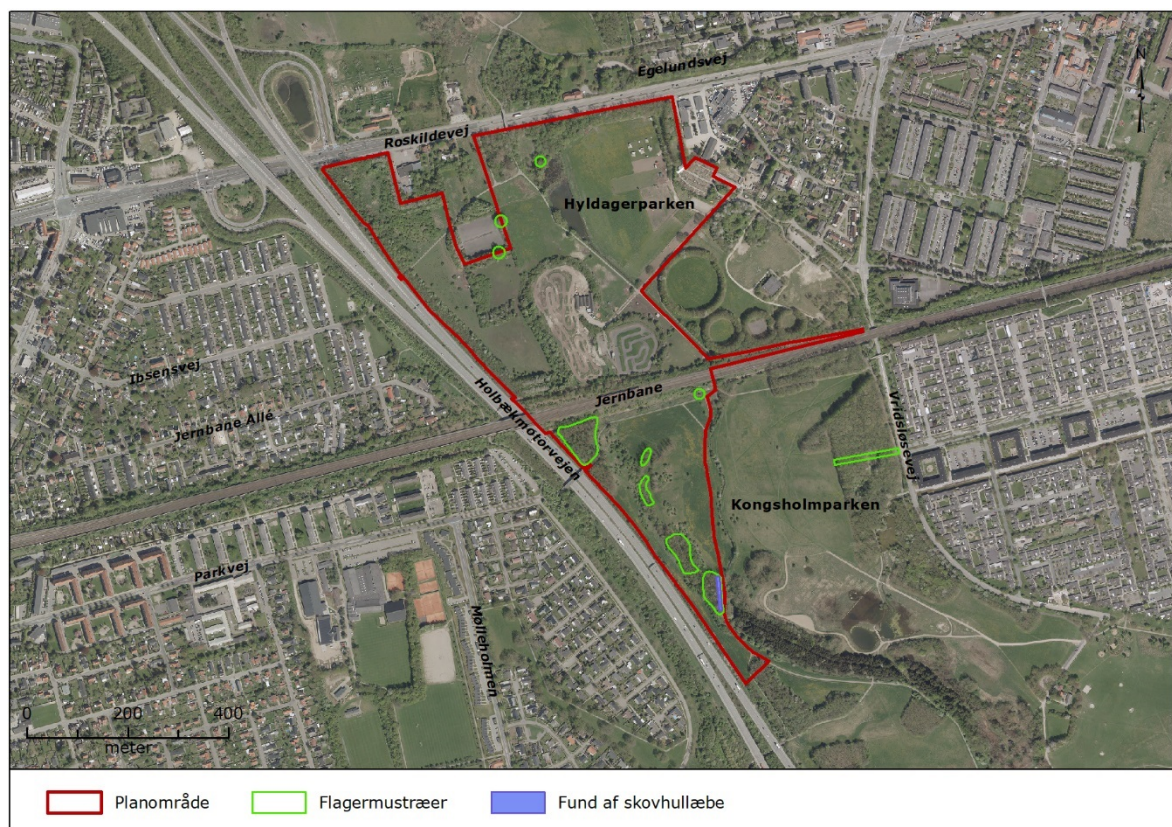 Egelundsvej
N
Roskildevej
Hyldagerparken
Ibsensvej
Jernbane Allé
Holbækmotorvejen
Jernbane
Vridsløsevej
Kongsholmparken
Parkvej
Mølleholmen
0 200 400
meter
Planområde Flagermustræer Fund af skovhullæbe